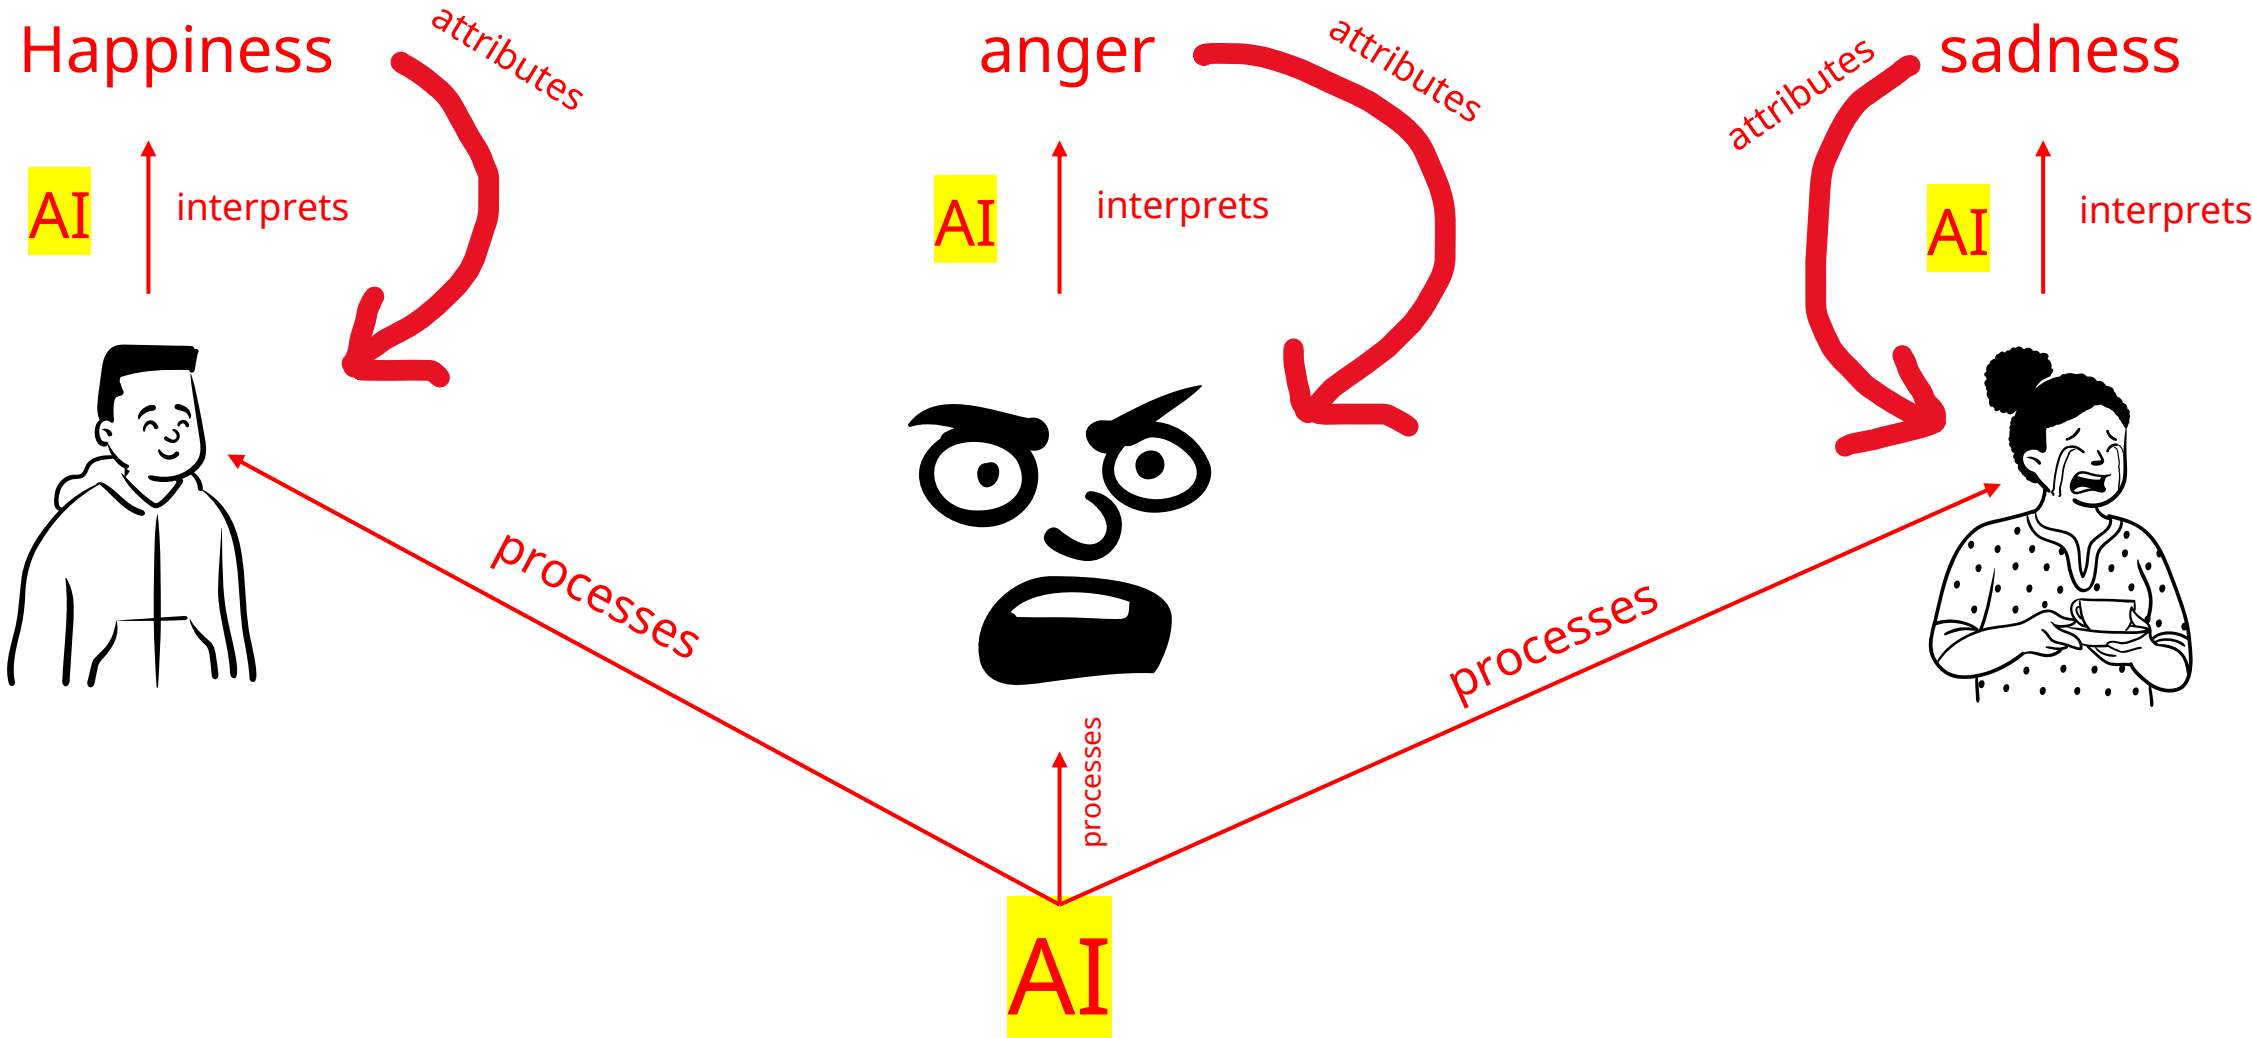 Happiness
attributes
anger
attributes
attributes
sadness
AI
interprets
AI
interprets
AI
interprets
processes
processes
processes
AI